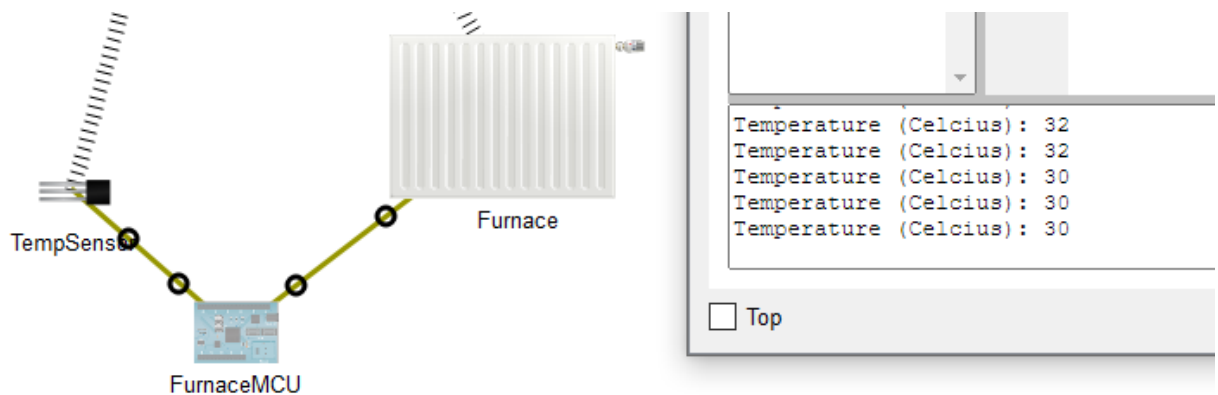 TempSensor
Furnace
FurnaceMCU
Temperature (Celcius): 32
Temperature (Celcius): 32
Temperature (Celcius): 30
Temperature (Celcius): 30
Temperature (Celcius): 30
Top